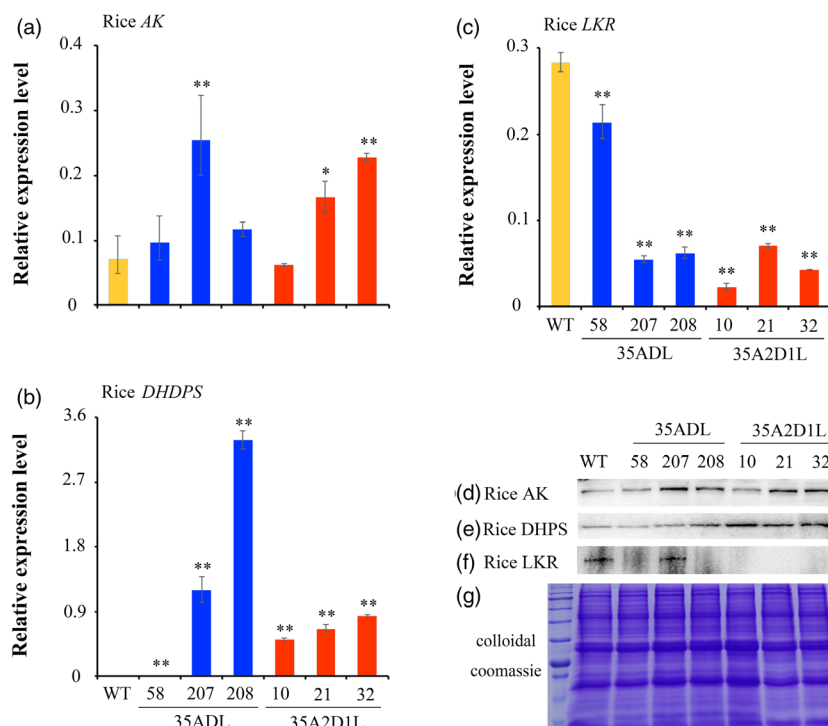 (a) Rice AK
Relative expression level
0.4
0.3
0.2
0.1
0
**
*
**
(b) Rice DHDPS
Relative expression level
3.6
2.7
1.8
0.9
0
**
**
**
**
**
**
WT 58 207 208 10 21 32
35ADL 35A2D1L
(c) Rice LKR
Relative expression level
0.3
0.2
0.1
0
**
**
**
**
**
**
WT 58 207 208 10 21 32
35ADL 35A2D1L
35ADL 35A2D1L
WT 58 207 208 10 21 32
(d) Rice AK
(e) Rice DHPS
(f) Rice LKR
(g)
colloidal
coomassie